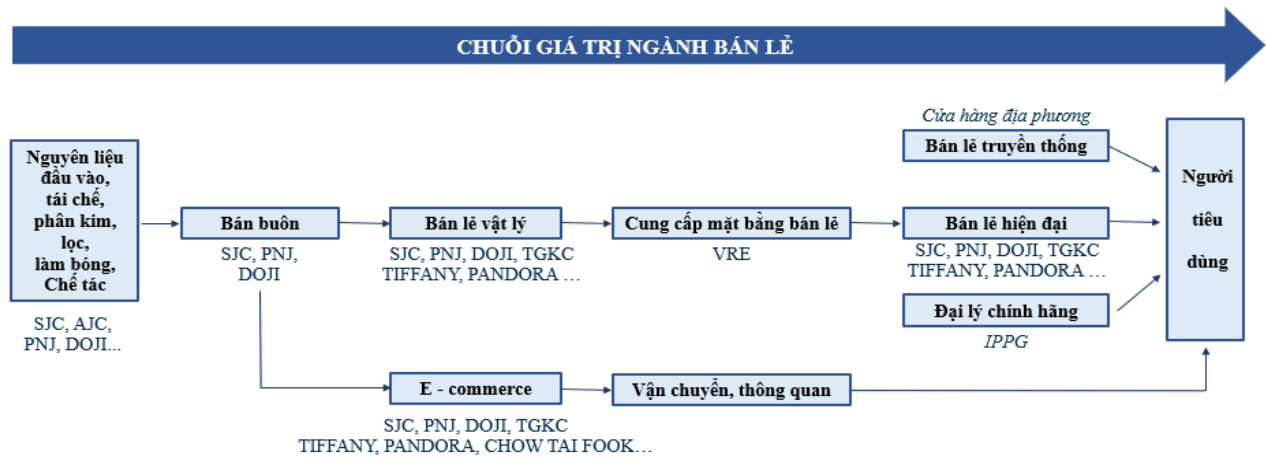 CHUỖI GIÁ TRỊ NGÀNH BÁN LẺ
Nguyên liệu
đầu vào,
tái chế,
phân kim,
lọc,
làm bóng,
Chế tác
SJC, AJC,
PNJ, DOJI...
Bán buôn
SJC, PNJ,
DOJI
Bán lẻ vật lý
SJC, PNJ, DOJI, TGKC
TIFFANY, PANDORA …
Cung cấp mặt bằng bán lẻ
VRE
Cửa hàng địa phương
Bán lẻ truyền thống
Bán lẻ hiện đại
SJC, PNJ, DOJI, TGKC
TIFFANY, PANDORA …
Đại lý chính hãng
IPPG
Người
tiêu
dùng
E - commerce
SJC, PNJ, DOJI, TGKC
TIFFANY, PANDORA, CHOW TAI FOOK…
Vận chuyển, thông quan